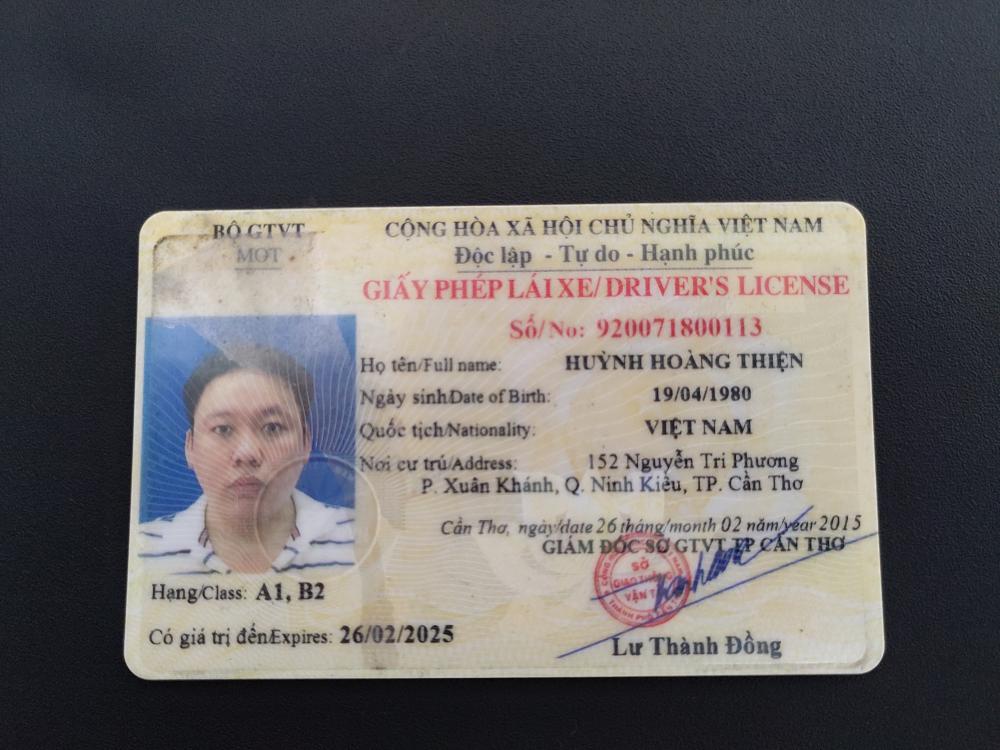 BỘ GTVT
MOT
CỘNG HÒA XÃ HỘI CHỦ NGHĨA VIỆT NAM
Độc lập - Tự do - Hạnh phúc
GIẤY PHÉP LÁI XE/ DRIVER'S LICENSE
Số/No: 920071800113
Họ tên/Full name: HUỲNH HOÀNG THIỆN
Ngày sinh/Date of Birth: 19/04/1980
Quốc tịch/Nationality: VIỆT NAM
Nơi cư trú/Address: 152 Nguyễn Tri Phương
P. Xuân Khánh, Q. Ninh Kiều, TP. Cần Thơ
Cần Thơ, ngày/date 26 tháng/month 02 năm/year 2015
GIÁM ĐỐC SỞ GTVT TP CẦN THƠ
SỞ
GIAO THÔNG
VẬN TẢI
Lư Thành Đồng
Hạng/Class: A1, B2
Có giá trị đến/Expires: 26/02/2025